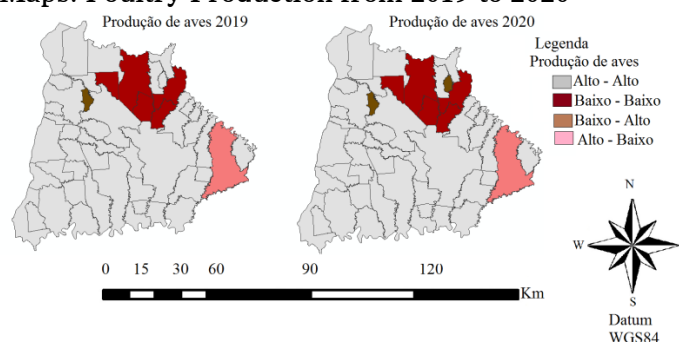 Maps: Poultry Production from 2019 to 2020
Produção de aves 2019
Produção de aves 2020
Legenda
Produção de aves
Alto - Alto
Baixo - Baixo
Baixo - Alto
Alto - Baixo
N
W
E
S
0 15 30 60 90 120
Km
Datum
WGS84